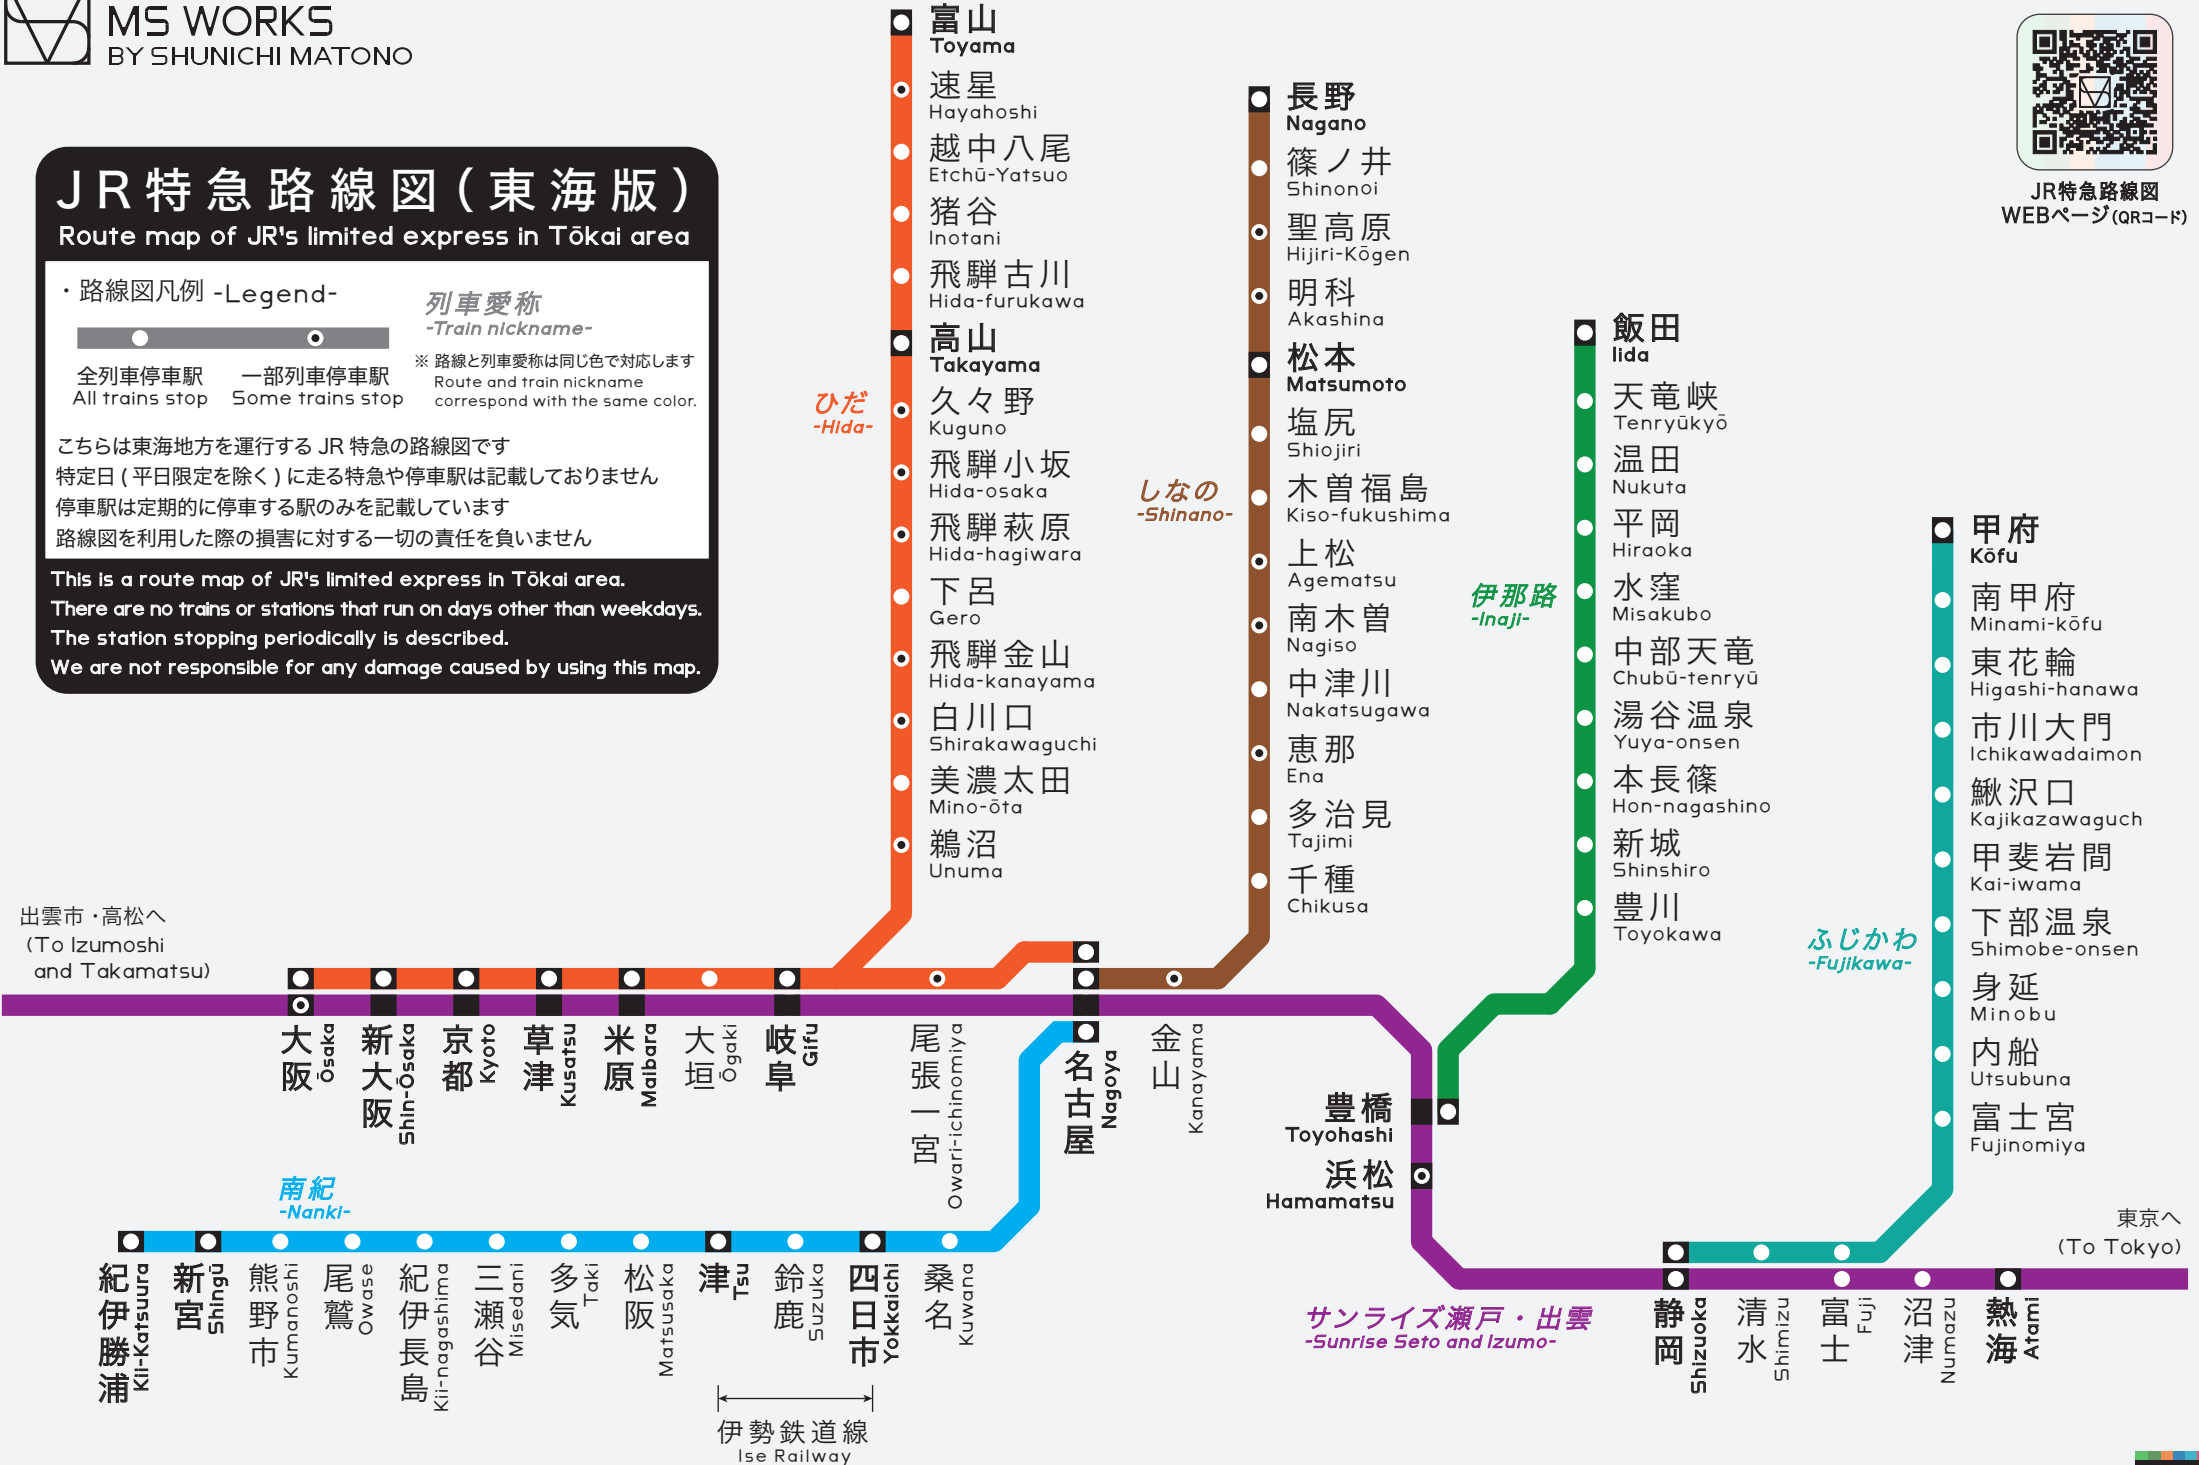 MS WORKS
BY SHUNICHI MATONO
JR特急路線図(東海版)
Route map of JR's limited express in Tōkai area
・路線図凡例 -Legend-
列車愛称
-Train nickname-
全列車停車駅
All trains stop
一部列車停車駅
Some trains stop
※ 路線と列車愛称は同じ色で対応します
Route and train nickname
correspond with the same color.
こちらは東海地方を運行する JR 特急の路線図です
特定日 ( 平日限定を除く ) に走る特急や停車駅は記載しておりません
停車駅は定期的に停車する駅のみを記載しています
路線図を利用した際の損害に対する一切の責任を負いません
This is a route map of JR's limited express in Tōkai area.
There are no trains or stations that run on days other than weekdays.
The station stopping periodically is described.
We are not responsible for any damage caused by using this map.
JR特急路線図
WEBページ(QRコード)
富山
Toyama
速星
Hayahoshi
越中八尾
Etchū-Yatsuo
猪谷
Inotani
飛騨古川
Hida-furukawa
高山
Takayama
ひだ
-Hida-
久々野
Kuguno
飛騨小坂
Hida-osaka
飛騨萩原
Hida-hagiwara
下呂
Gero
飛騨金山
Hida-kanayama
白川口
Shirakawaguchi
美濃太田
Mino-ōta
鵜沼
Unuma
長野
Nagano
篠ノ井
Shinonoi
聖高原
Hijiri-Kōgen
明科
Akashina
松本
Matsumoto
塩尻
Shiojiri
しなの
-Shinano-
木曽福島
Kiso-fukushima
上松
Agematsu
南木曽
Nagiso
中津川
Nakatsugawa
恵那
Ena
多治見
Tajimi
千種
Chikusa
飯田
Iida
天竜峡
Tenryūkyō
温田
Nukuta
平岡
Hiraoka
伊那路
-Inaji-
水窪
Misakubo
中部天竜
Chubū-tenryū
湯谷温泉
Yuya-onsen
本長篠
Hon-nagashino
新城
Shinshiro
豊川
Toyokawa
甲府
Kōfu
南甲府
Minami-kōfu
東花輪
Higashi-hanawa
市川大門
Ichikawadaimon
鰍沢口
Kajikazawaguch
甲斐岩間
Kai-iwama
ふじかわ
-Fujikawa-
下部温泉
Shimobe-onsen
身延
Minobu
内船
Utsubuna
富士宮
Fujinomiya
出雲市・高松へ
(To Izumoshi
and Takamatsu)
大阪
Ōsaka
新大阪
Shin-Ōsaka
京都
Kyoto
草津
Kusatsu
米原
Maibara
大垣
Ōgaki
岐阜
Gifu
尾張一宮
Owari-ichinomiya
名古屋
Nagoya
金山
Kanayama
豊橋
Toyohashi
浜松
Hamamatsu
東京へ
(To Tokyo)
南紀
-Nanki-
紀伊勝浦
Kii-Katsuura
新宮
Shingū
熊野市
Kumanoshi
尾鷲
Owase
紀伊長島
Kii-nagashima
三瀬谷
Misedani
多気
Taki
松阪
Matsusaka
津
Tsu
鈴鹿
Suzuka
四日市
Yokkaichi
桑名
Kuwana
サンライズ瀬戸・出雲
-Sunrise Seto and Izumo-
静岡
Shizuoka
清水
Shimizu
富士
Fuji
沼津
Numazu
熱海
Atami
伊勢鉄道線
Ise Railway